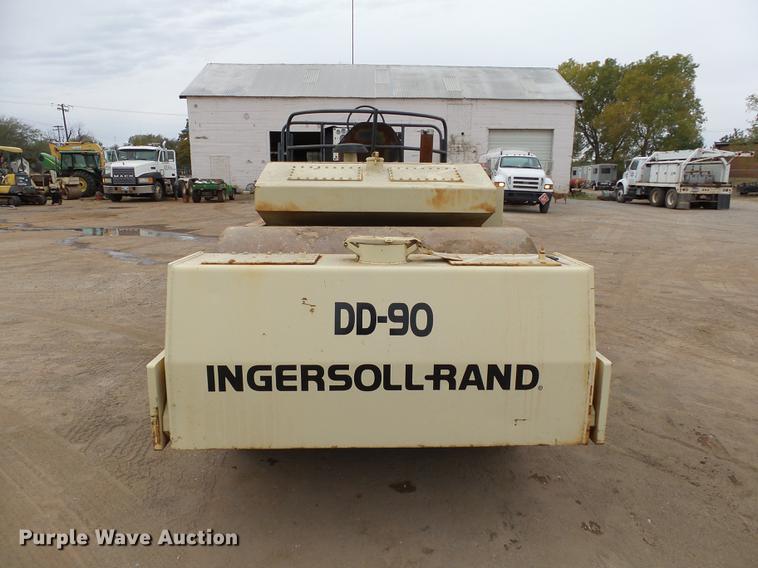 DD-90
INGERSOLL-RAND
Purple Wave Auction